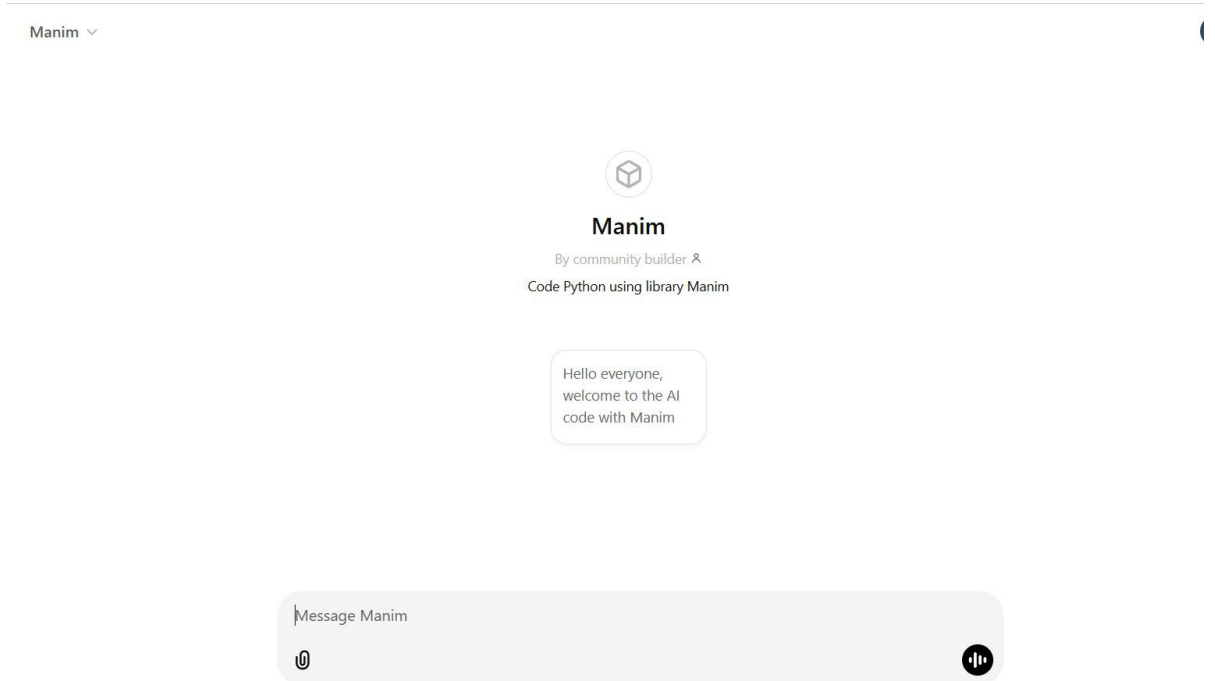 Manim
Manim
By community builder
Code Python using library Manim
Hello everyone,
welcome to the AI
code with Manim
Message Manim